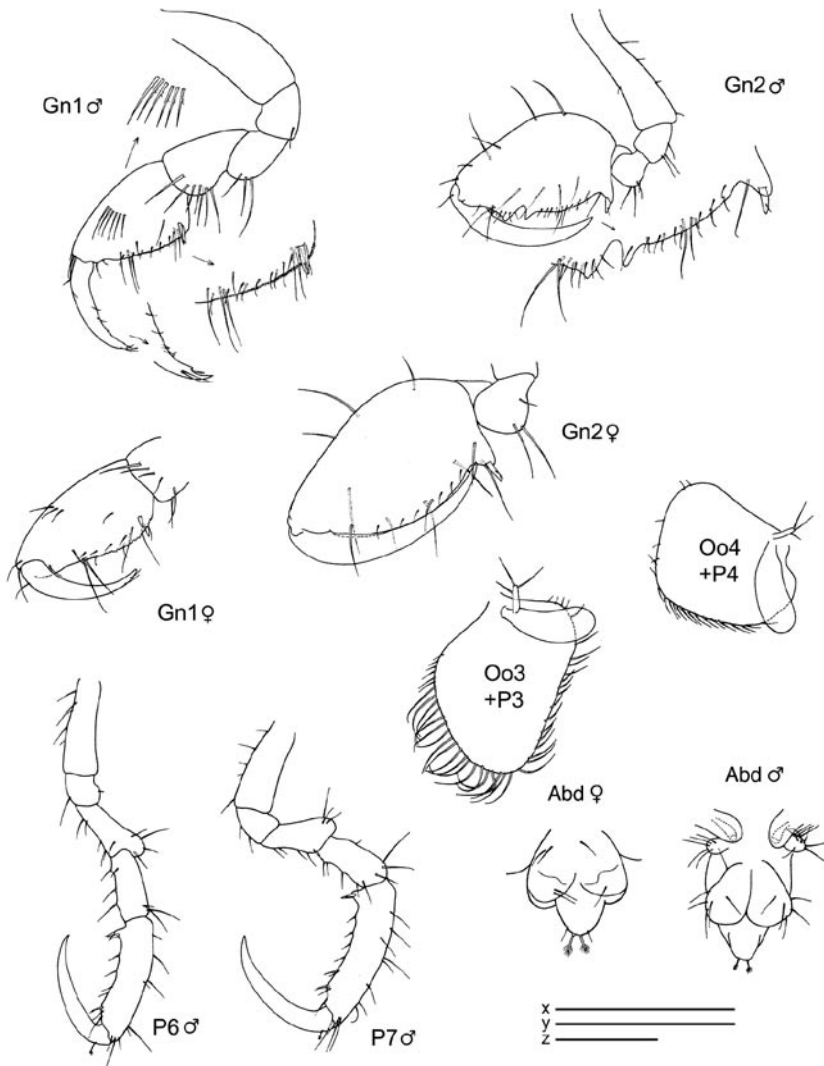 Gn1♂
Gn2♂
Gn2♀
Gn1♀
Oo4
+P4
Oo3
+P3
Abd ♀
Abd ♂
P6♂
P7♂
x
y
z